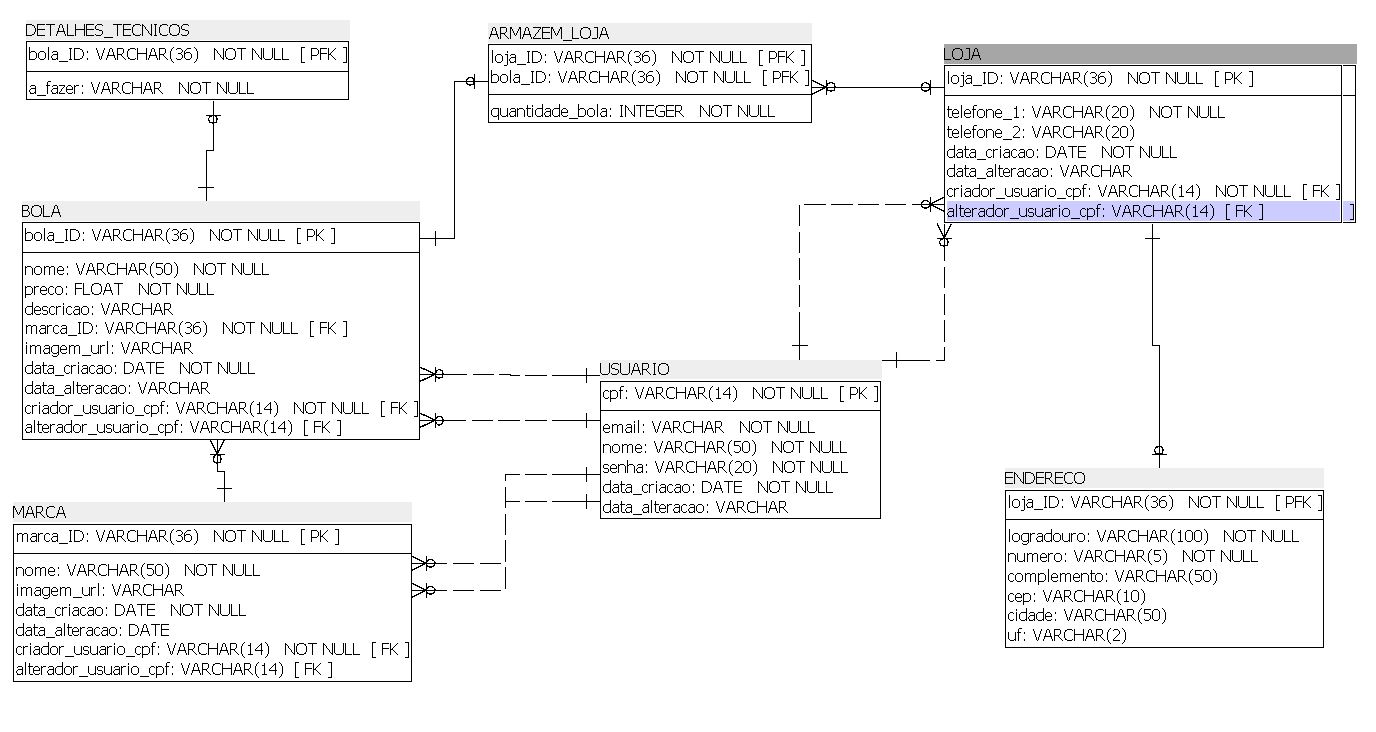 DETALHES_TECNICOS
bola_ID: VARCHAR(36) NOT NULL [ PFK ]
a_fazer: VARCHAR NOT NULL
ARMAZEM_LOJA
loja_ID: VARCHAR(36) NOT NULL [ PFK ]
bola_ID: VARCHAR(36) NOT NULL [ PFK ]
quantidade_bola: INTEGER NOT NULL
LOJA
loja_ID: VARCHAR(36) NOT NULL [ PK ]
telefone_1: VARCHAR(20) NOT NULL
telefone_2: VARCHAR(20)
data_criacao: DATE NOT NULL
data_alteracao: VARCHAR
criador_usuario_cpf: VARCHAR(14) NOT NULL [ FK ]
alterador_usuario_cpf: VARCHAR(14) [ FK ] ]
BOLA
bola_ID: VARCHAR(36) NOT NULL [ PK ]
nome: VARCHAR(50) NOT NULL
preco: FLOAT NOT NULL
descricao: VARCHAR
marca_ID: VARCHAR(36) NOT NULL [ FK ]
imagem_url: VARCHAR
data_criacao: DATE NOT NULL
data_alteracao: VARCHAR
criador_usuario_cpf: VARCHAR(14) NOT NULL [ FK ]
alterador_usuario_cpf: VARCHAR(14) [ FK ]
USUARIO
cpf: VARCHAR(14) NOT NULL [ PK ]
email: VARCHAR NOT NULL
nome: VARCHAR(50) NOT NULL
senha: VARCHAR(20) NOT NULL
data_criacao: DATE NOT NULL
data_alteracao: VARCHAR
ENDERECO
loja_ID: VARCHAR(36) NOT NULL [ PFK ]
logradouro: VARCHAR(100) NOT NULL
numero: VARCHAR(5) NOT NULL
complemento: VARCHAR(50)
cep: VARCHAR(10)
cidade: VARCHAR(50)
uf: VARCHAR(2)
MARCA
marca_ID: VARCHAR(36) NOT NULL [ PK ]
nome: VARCHAR(50) NOT NULL
imagem_url: VARCHAR
data_criacao: DATE NOT NULL
data_alteracao: DATE
criador_usuario_cpf: VARCHAR(14) NOT NULL [ FK ]
alterador_usuario_cpf: VARCHAR(14) [ FK ]